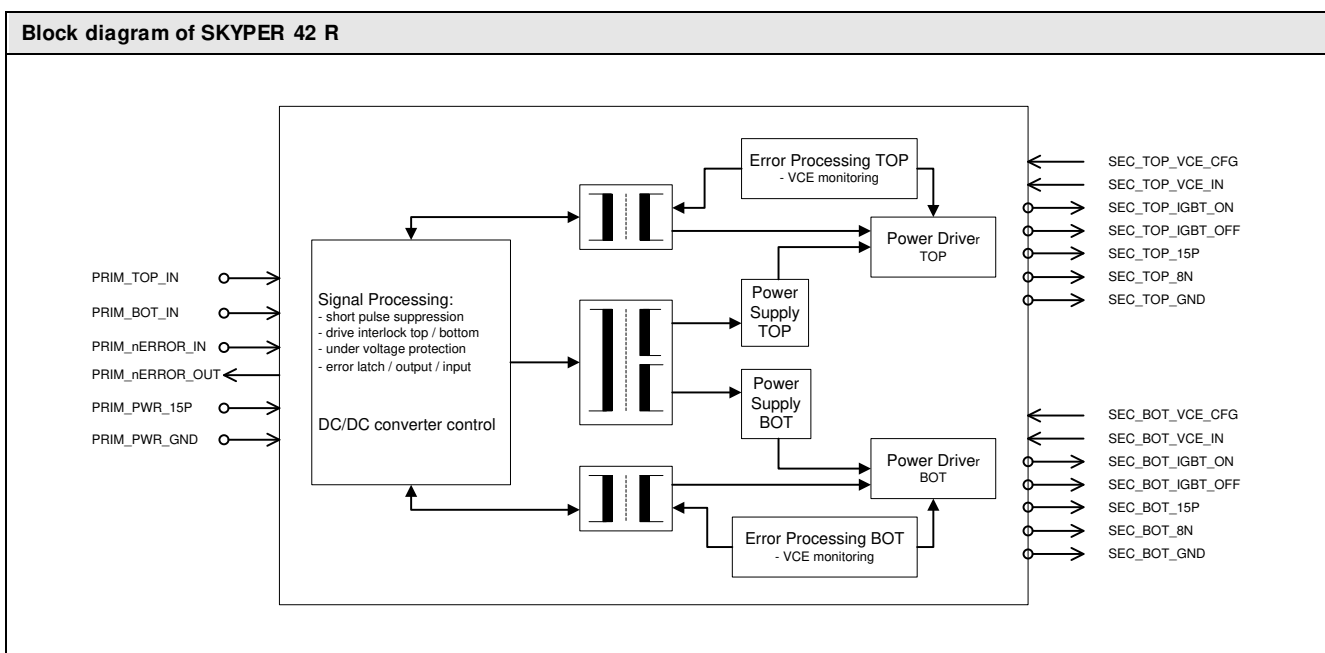 Block diagram of SKYPER 42 R
PRIM_TOP_IN
PRIM_BOT_IN
PRIM_nERROR_IN
PRIM_nERROR_OUT
PRIM_PWR_15P
PRIM_PWR_GND
Signal Processing:
- short pulse suppression
- drive interlock top / bottom
- under voltage protection
- error latch / output / input
DC/DC converter control
Error Processing TOP
- VCE monitoring
Power Driver
TOP
Power
Supply
TOP
Power
Supply
BOT
Power Driver
BOT
Error Processing BOT
- VCE monitoring
SEC_TOP_VCE_CFG
SEC_TOP_VCE_IN
SEC_TOP_IGBT_ON
SEC_TOP_IGBT_OFF
SEC_TOP_15P
SEC_TOP_8N
SEC_TOP_GND
SEC_BOT_VCE_CFG
SEC_BOT_VCE_IN
SEC_BOT_IGBT_ON
SEC_BOT_IGBT_OFF
SEC_BOT_15P
SEC_BOT_8N
SEC_BOT_GND